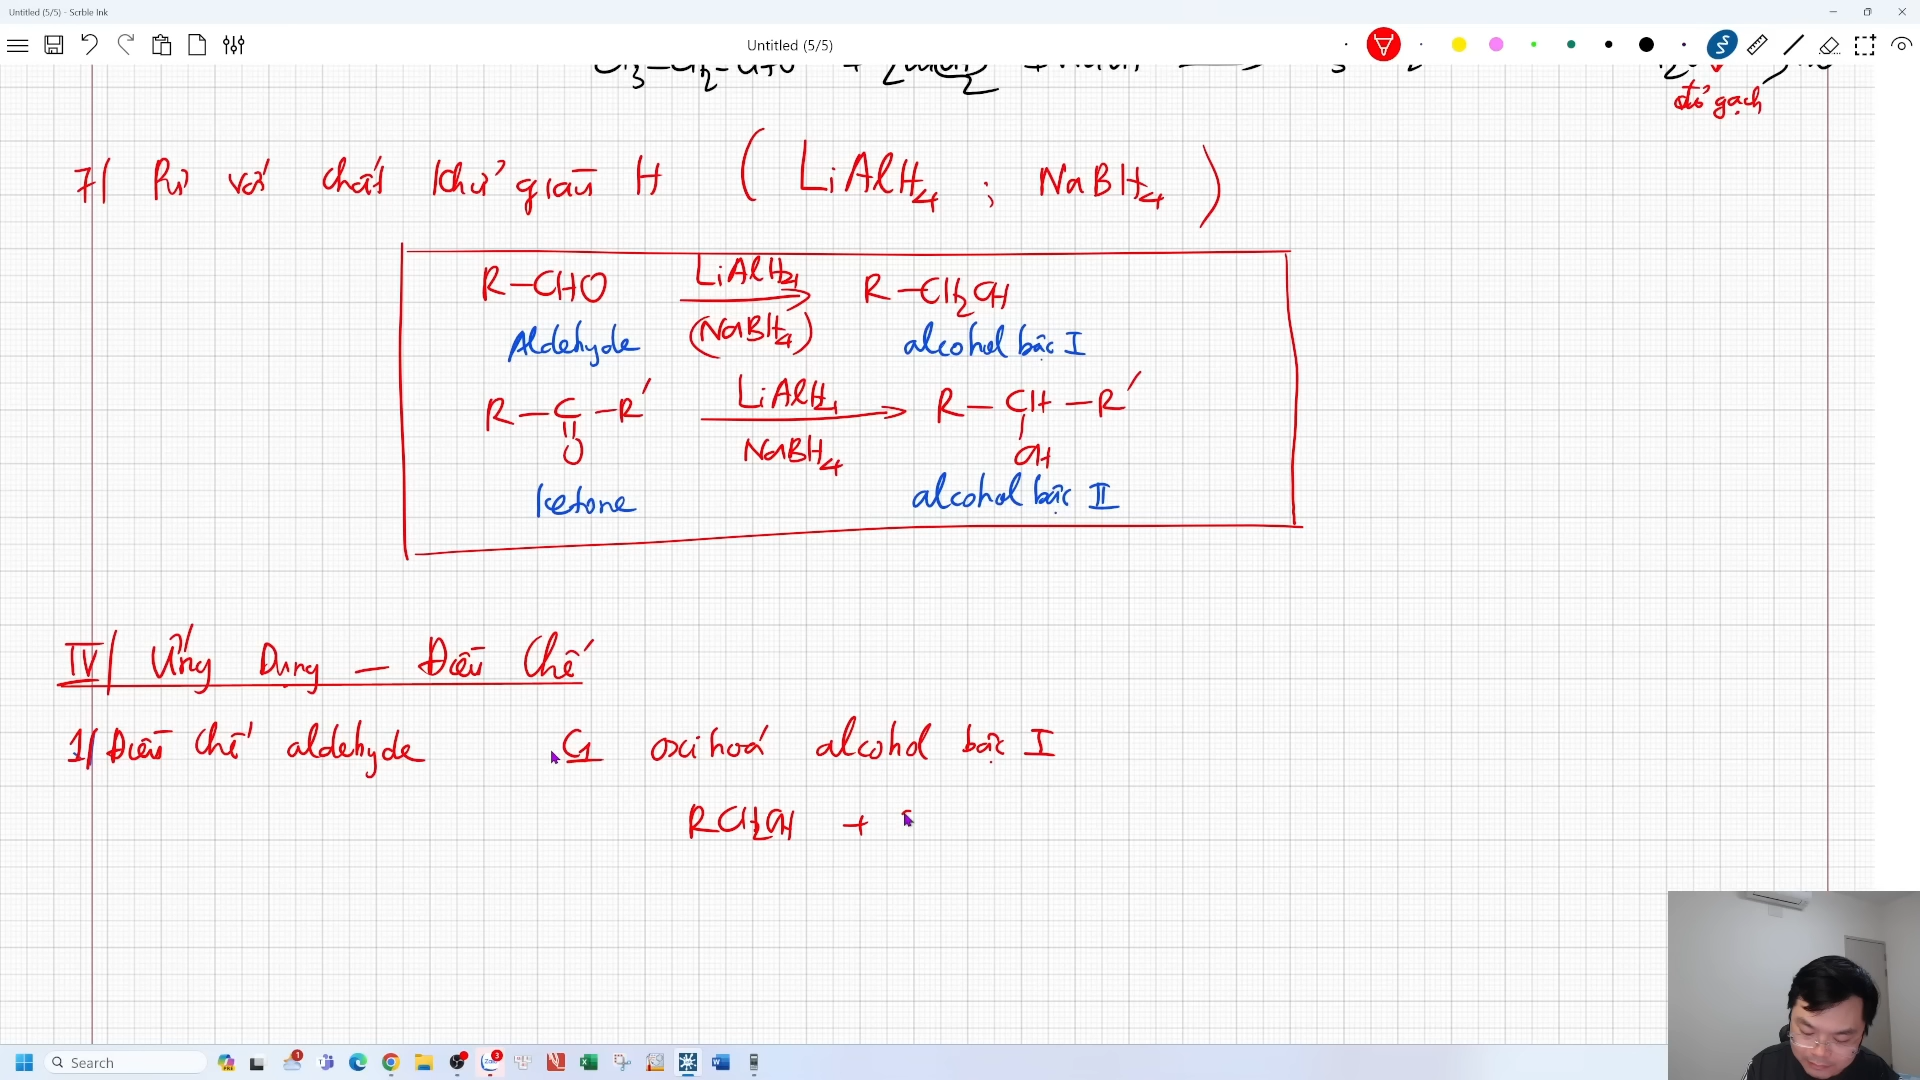 Untitled (5/5) - Scrble Ink
Untitled (5/5)
đỏ gạch
7/ Pư với chất khử giàu H ( LiAlH4 ; NaBH4 )
R–CHO LiAlH4 (NaBH4) R–CH2OH
Aldehyde alcohol bậc I
R–C–R' LiAlH4 NaBH4 R–CH–R'
O OH
ketone alcohol bậc II
IV/ Ứng Dụng – Điều Chế
1/ Điều chế aldehyde C1 oxi hoá alcohol bậc I
RCH2OH +
Search